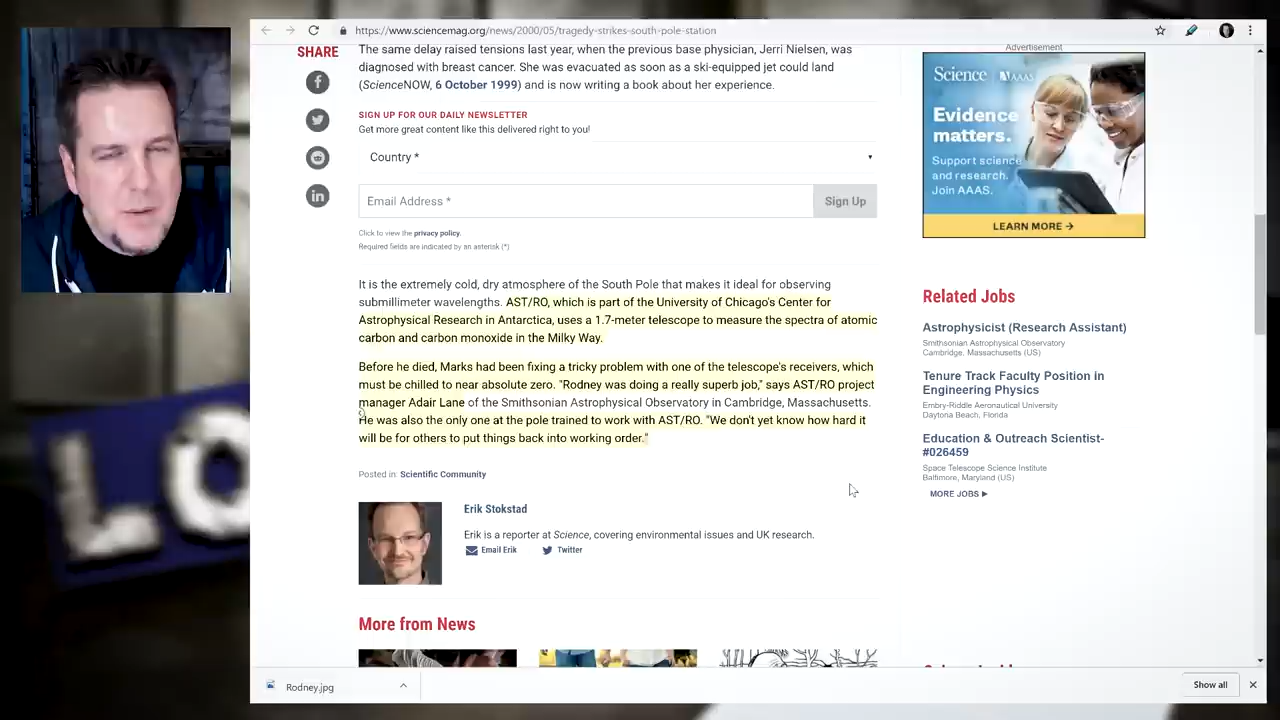 https://www.sciencemag.org/news/2000/05/tragedy-strikes-south-pole-station
SHARE
The same delay raised tensions last year, when the previous base physician, Jerri Nielsen, was
diagnosed with breast cancer. She was evacuated as soon as a ski-equipped jet could land
(ScienceNOW, 6 October 1999) and is now writing a book about her experience.
SIGN UP FOR OUR DAILY NEWSLETTER
Get more great content like this delivered right to you!
Country *
Email Address *
Sign Up
Click to view the privacy policy.
Required fields are indicated by an asterisk (*)
It is the extremely cold, dry atmosphere of the South Pole that makes it ideal for observing
submillimeter wavelengths. AST/RO, which is part of the University of Chicago's Center for
Astrophysical Research in Antarctica, uses a 1.7-meter telescope to measure the spectra of atomic
carbon and carbon monoxide in the Milky Way.
Before he died, Marks had been fixing a tricky problem with one of the telescope's receivers, which
must be chilled to near absolute zero. "Rodney was doing a really superb job," says AST/RO project
manager Adair Lane of the Smithsonian Astrophysical Observatory in Cambridge, Massachusetts.
He was also the only one at the pole trained to work with AST/RO. "We don't yet know how hard it
will be for others to put things back into working order."
Posted in: Scientific Community
Erik Stokstad
Erik is a reporter at Science, covering environmental issues and UK research.
Email Erik
Twitter
More from News
Advertisement
Science AAAS
Evidence
matters.
Support science
and research.
Join AAAS.
LEARN MORE →
Related Jobs
Astrophysicist (Research Assistant)
Smithsonian Astrophysical Observatory
Cambridge, Massachusetts (US)
Tenure Track Faculty Position in
Engineering Physics
Embry-Riddle Aeronautical University
Daytona Beach, Florida
Education & Outreach Scientist-
#026459
Space Telescope Science Institute
Baltimore, Maryland (US)
MORE JOBS ▶
Rodney.jpg
Show all
LO